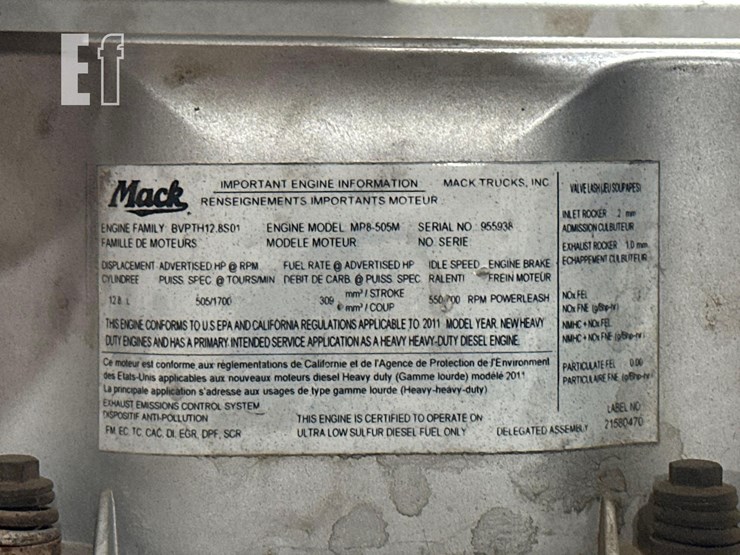 Ef
Mack
IMPORTANT ENGINE INFORMATION MACK TRUCKS, INC
RENSEIGNEMENTS IMPORTANTS MOTEUR
ENGINE FAMILY BVPTH12.8S01 ENGINE MODEL MP8-505M SERIAL NO 955938
FAMILLE DE MOTEURS MODELE MOTEUR NO. SERIE
DISPLACEMENT ADVERTISED HP @ RPM FUEL RATE @ ADVERTISED HP IDLE SPEED ENGINE BRAKE
CYLINDREE PUISS SPEC @ TOURS/MIN DEBIT DE CARB. @ PUISS SPEC RALENTI FREIN MOTEUR
12.8 L 505/1700 309 mm³ / STROKE 550 700 RPM POWERLEASH
mm³ / COUP
THIS ENGINE CONFORMS TO U.S EPA AND CALIFORNIA REGULATIONS APPLICABLE TO 2011 MODEL YEAR NEW HEAVY
DUTY ENGINES AND HAS A PRIMARY INTENDED SERVICE APPLICATION AS A HEAVY HEAVY-DUTY DIESEL ENGINE.
Ce moteur est conforme aux réglementations de Californie et de l'Agence de Protection de l'Environment
des Etats-Unis applicables aux nouveaux moteurs diesel Heavy duty (Gamme lourde) modèle 2011
La principale application s'adresse aux usages de type gamme lourde (Heavy-heavy-duty)
EXHAUST EMISSIONS CONTROL SYSTEM
DISPOSITIF ANTI-POLLUTION
FM, EC, TC, CAC, DI, EGR, DPF, SCR
THIS ENGINE IS CERTIFIED TO OPERATE ON
ULTRA LOW SULFUR DIESEL FUEL ONLY
DELEGATED ASSEMBLY
VALVE LASH (JEU SOUPAPES)
INLET ROCKER 2 mm
ADMISSION CULBUTEUR
EXHAUST ROCKER 1.0 mm
ECHAPPEMENT CULBUTEUR
NOx FEL
NOx FNE (g/Bhp-hr)
NMHC + NOx FEL
NMHC + NOx FNE (g/Bhp-hr)
PARTICULATE FEL 0.00
PARTICULAIRE FNE (g/Bhp-hr)
LABEL NO
21580470